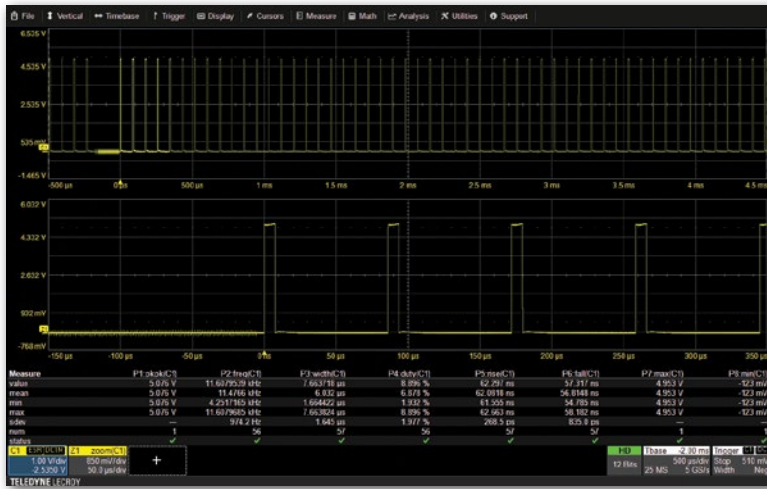 File Vertical Timebase Trigger Display Cursors Measure Math Analysis Utilities Support
6.535 V
4.535 V
2.535 V
535 mV
-1.465 V
-500 µs 0 µs 500 µs 1 ms 1.5 ms 2 ms 2.5 ms 3 ms 3.5 ms 4 ms 4.5 ms
6.032 V
4.332 V
2.632 V
932 mV
-768 mV
-150 µs -100 µs -50 µs 0 ns 50 µs 100 µs 150 µs 200 µs 250 µs 300 µs 350 µs
Measure P1:pkpk(C1) P2:freq(C1) P3:width(C1) P4:duty(C1) P5:rise(C1) P6:fall(C1) P7:max(C1) P8:min(C1)
value 5.076 V 11.6079539 kHz 7.663718 µs 8.896 % 62.297 ns 57.317 ns 4.953 V -123 mV
mean 5.076 V 11.4766 kHz 6.032 µs 6.878 % 62.0818 ns 56.8148 ns 4.953 V -123 mV
min 5.076 V 4.2517165 kHz 1.664422 µs 1.932 % 61.555 ns 54.785 ns 4.953 V -123 mV
max 5.076 V 11.6079685 kHz 7.663824 µs 8.896 % 62.663 ns 58.182 ns 4.953 V -123 mV
sdev --- 974.2 Hz 1.645 µs 1.977 % 268.5 ps 835.0 ps --- ---
num 1 56 57 56 57 57 1 1
status
C1 DC1M Z1 zoom(C1) HD Tbase -2.00 ms Trigger C1
1.00 V/div 850 mV/div 12 Bits 500 µs/div Stop 510 mV
-2.5350 V 50.0 µs/div 25 MS 5 GS/s Width Neg
TELEDYNE LECROY